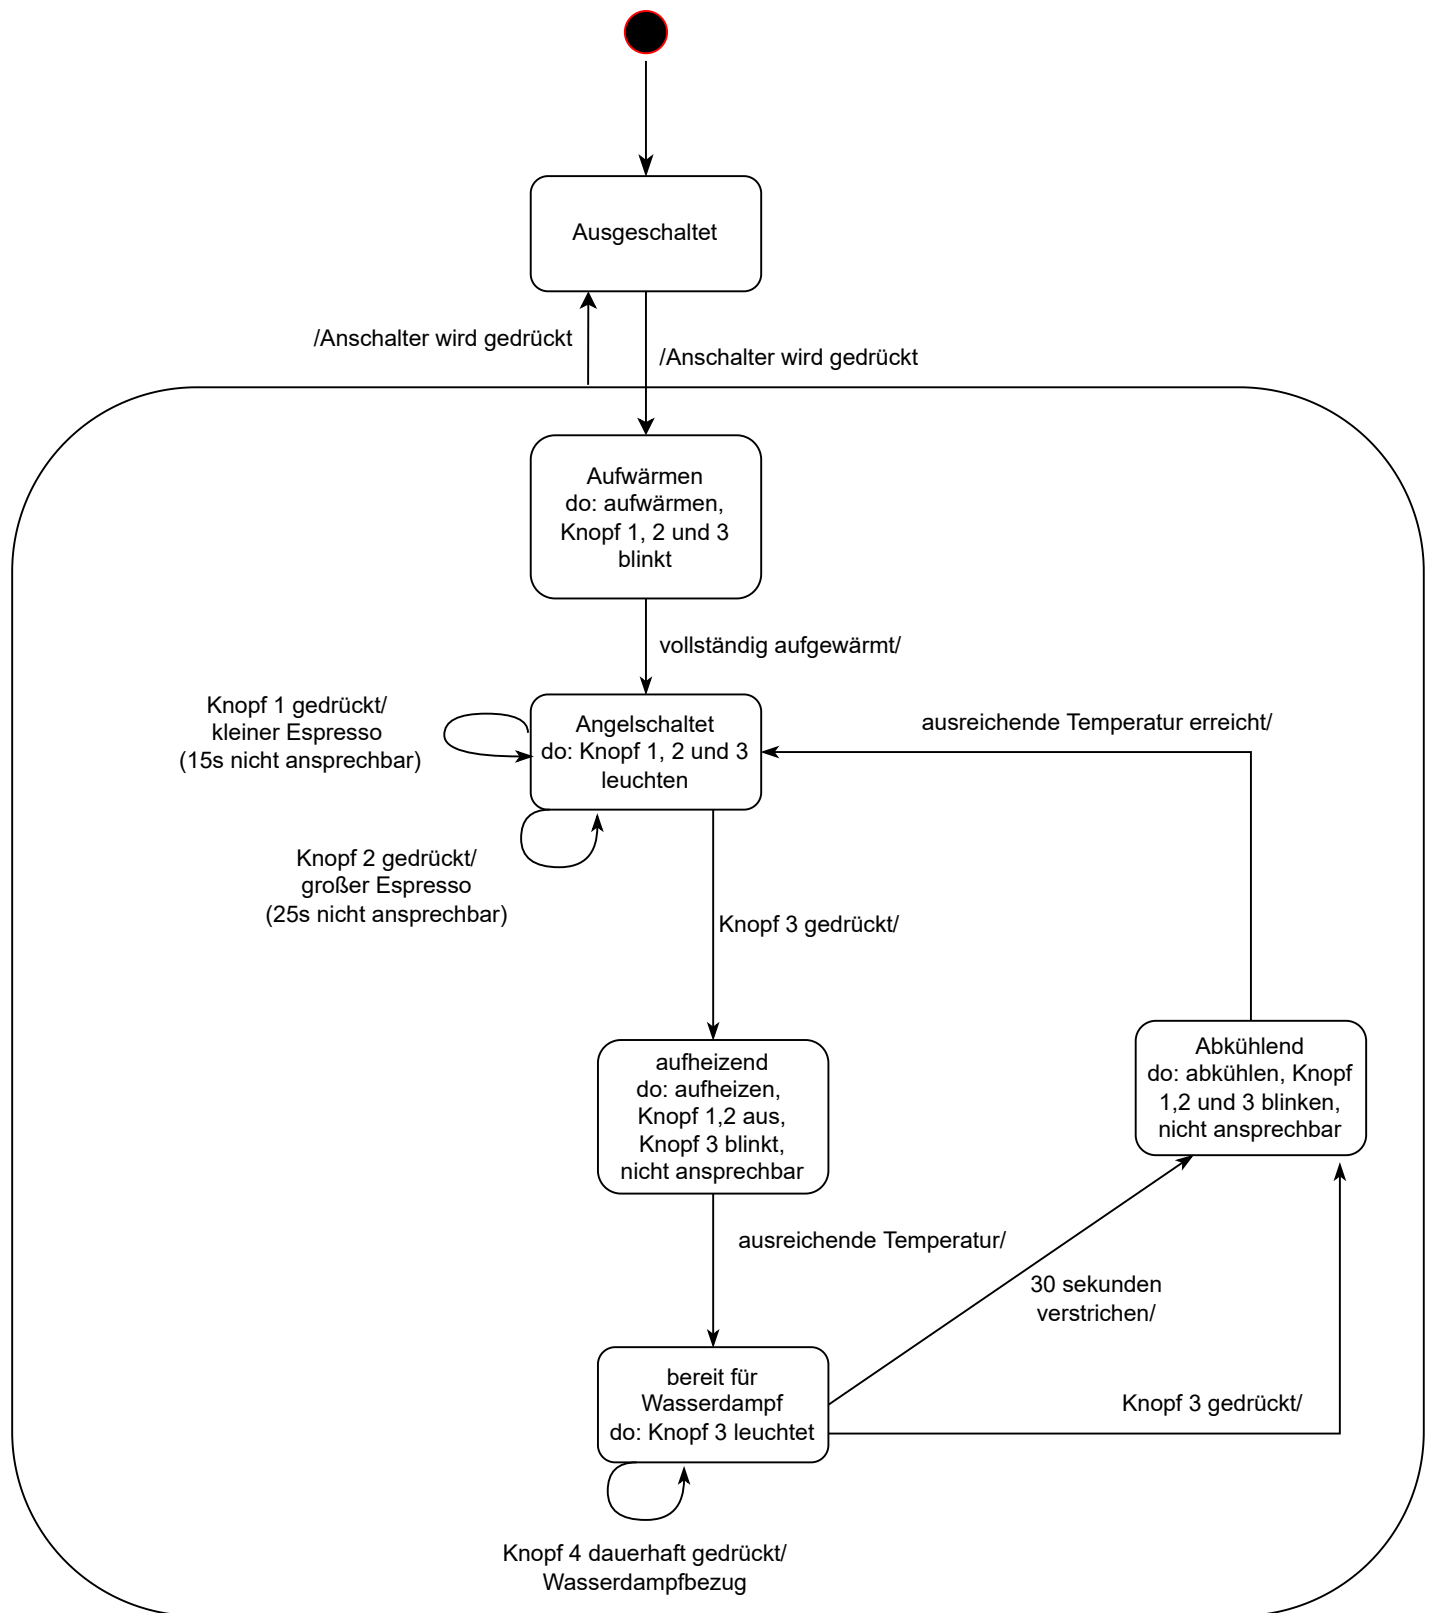 Ausgeschaltet
/Anschalter wird gedrückt
/Anschalter wird gedrückt
Aufwärmen
do: aufwärmen,
Knopf 1, 2 und 3
blinkt
vollständig aufgewärmt/
Knopf 1 gedrückt/
kleiner Espresso
(15s nicht ansprechbar)
Angelschaltet
do: Knopf 1, 2 und 3
leuchten
ausreichende Temperatur erreicht/
Knopf 2 gedrückt/
großer Espresso
(25s nicht ansprechbar)
Knopf 3 gedrückt/
aufheizend
do: aufheizen,
Knopf 1,2 aus,
Knopf 3 blinkt,
nicht ansprechbar
Abkühlend
do: abkühlen, Knopf
1,2 und 3 blinken,
nicht ansprechbar
ausreichende Temperatur/
30 sekunden
verstrichen/
bereit für
Wasserdampf
do: Knopf 3 leuchtet
Knopf 3 gedrückt/
Knopf 4 dauerhaft gedrückt/
Wasserdampfbezug